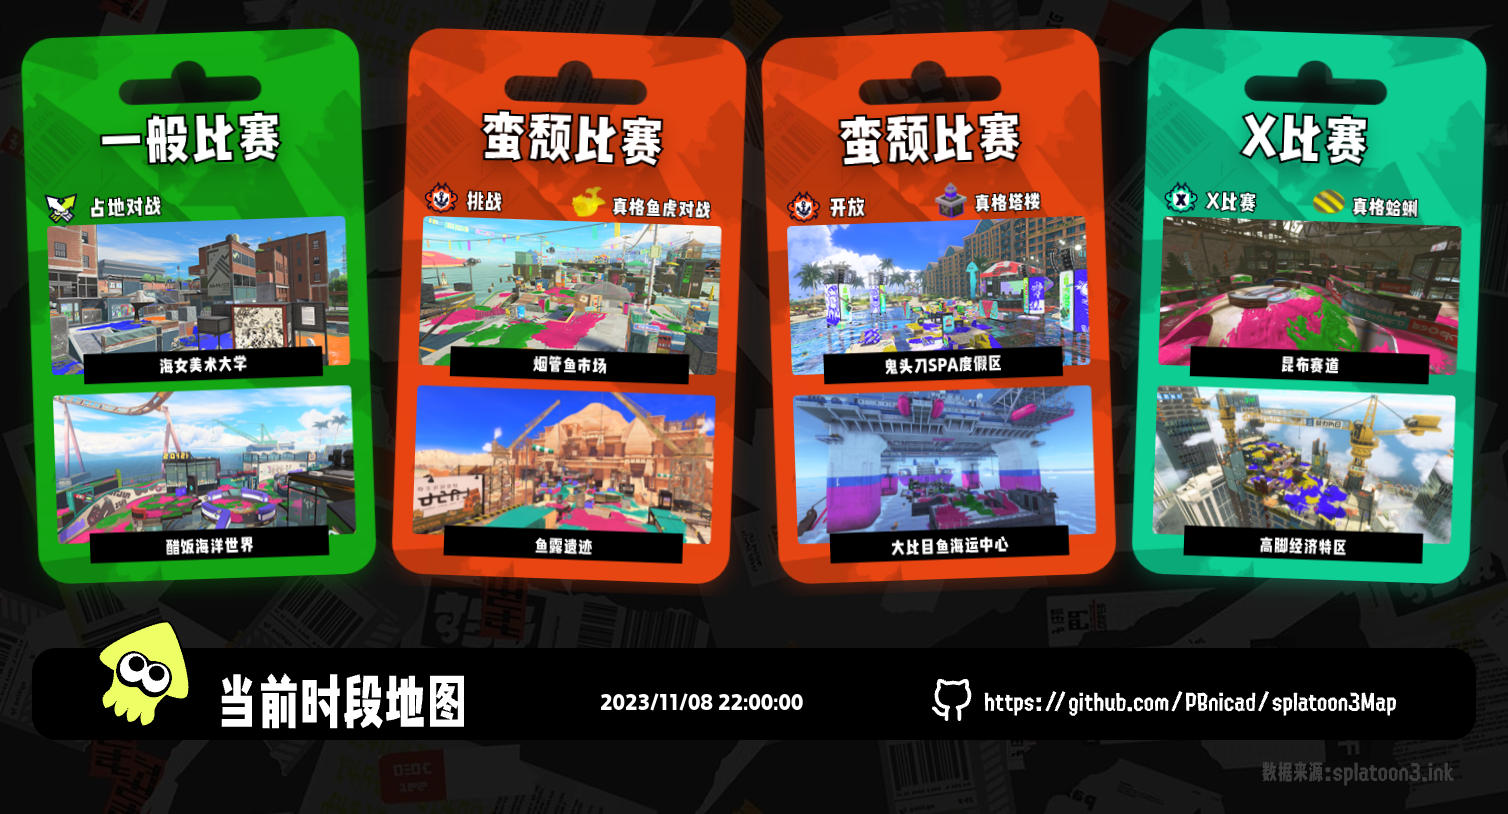 一般比赛
占地对战
海女美术大学
醋饭海洋世界
蛮颓比赛
挑战
真格鱼虎对战
烟管鱼市场
鱼露遗迹
蛮颓比赛
开放
真格塔楼
鬼头刀SPA度假区
大比目鱼海运中心
X比赛
X比赛
真格蛤蜊
昆布赛道
高脚经济特区
当前时段地图
2023/11/08 22:00:00
https://github.com/PBnicad/splatoon3Map
数据来源:splatoon3.ink